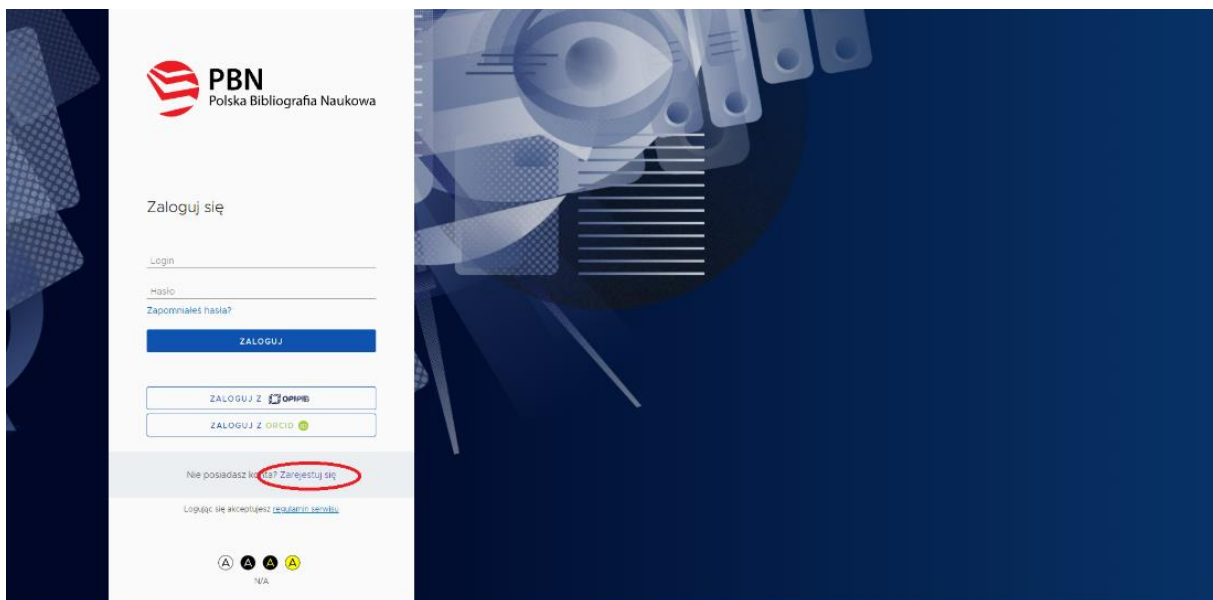 PBN
Polska Bibliografia Naukowa
Zaloguj się
Login
Hasło
Zapomniałeś hasła?
ZALOGUJ
ZALOGUJ Z OPI PIB
ZALOGUJ Z ORCID iD
Nie posiadasz konta? Zarejestuj się
Logując się akceptujesz regulamin serwisu
A A A A
N/A